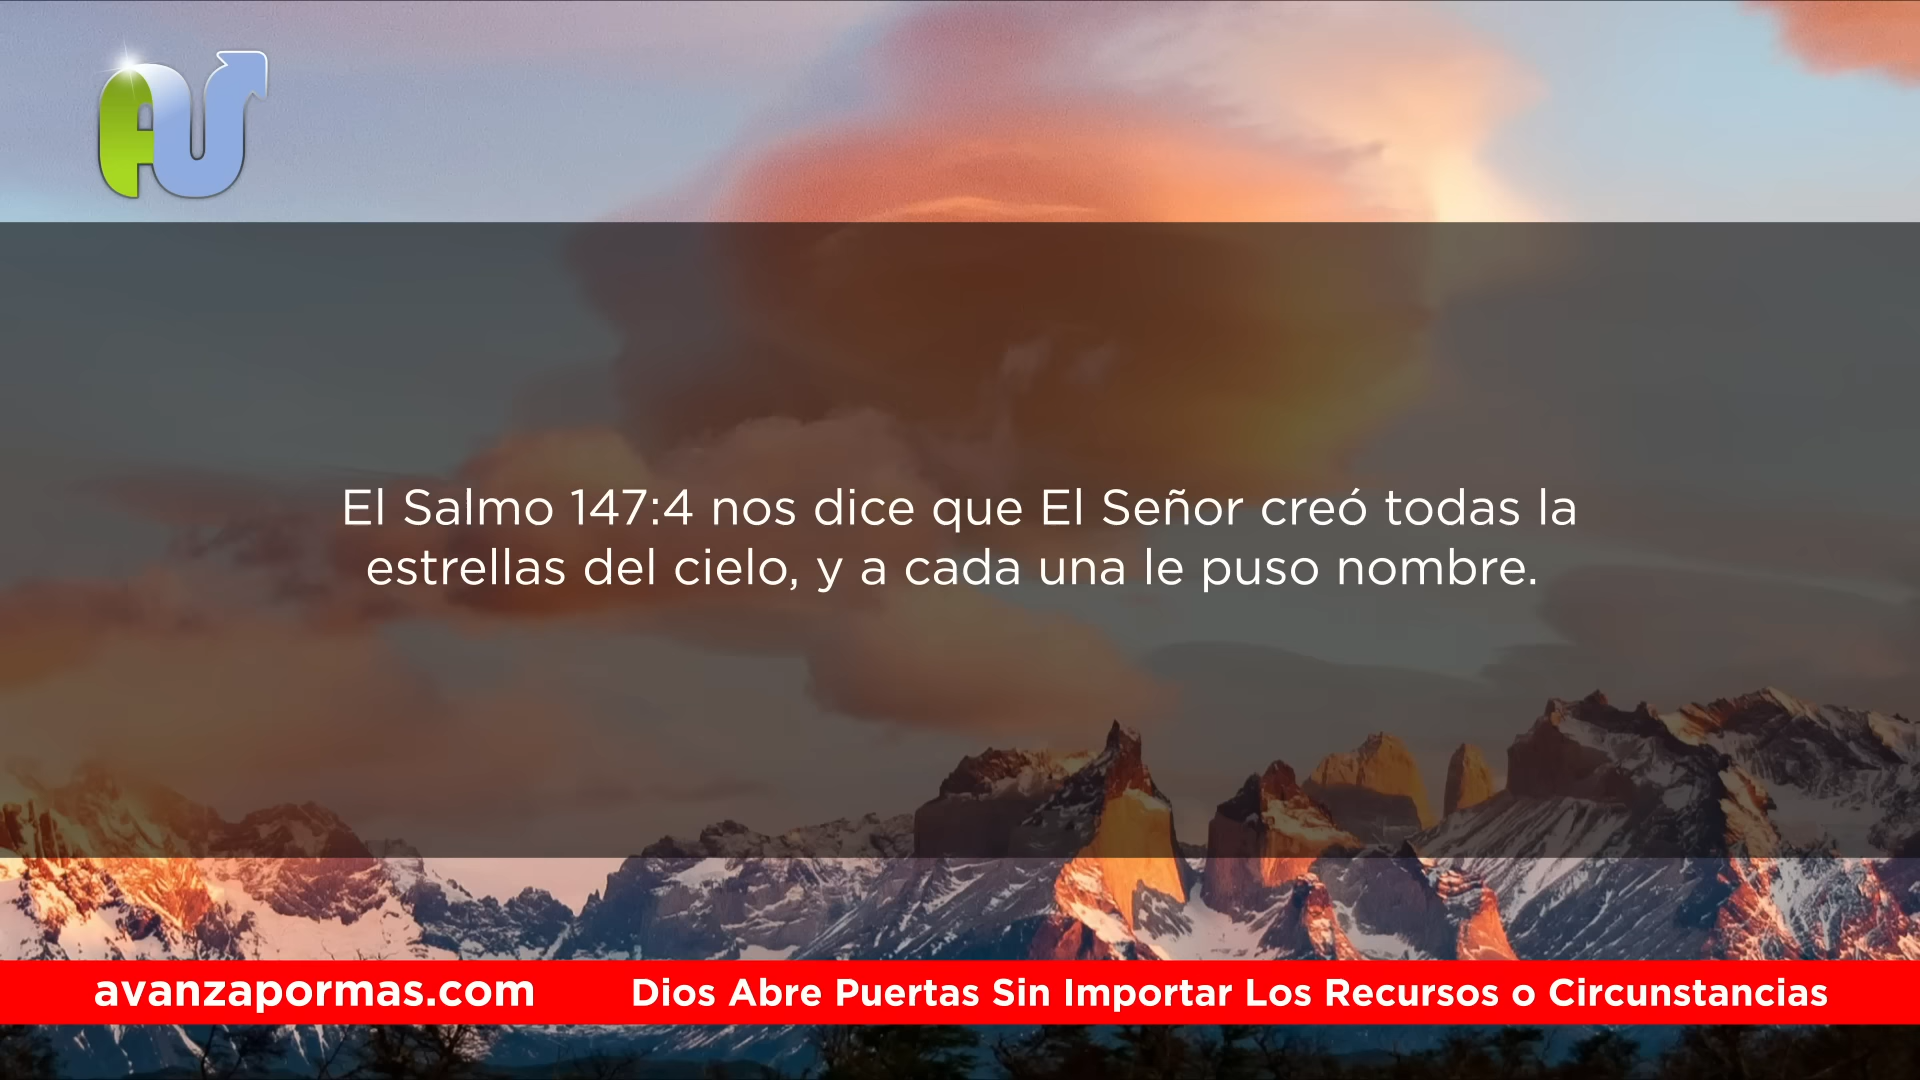 El Salmo 147:4 nos dice que El Señor creó todas la
estrellas del cielo, y a cada una le puso nombre.
avanzapormas.com
Dios Abre Puertas Sin Importar Los Recursos o Circunstancias